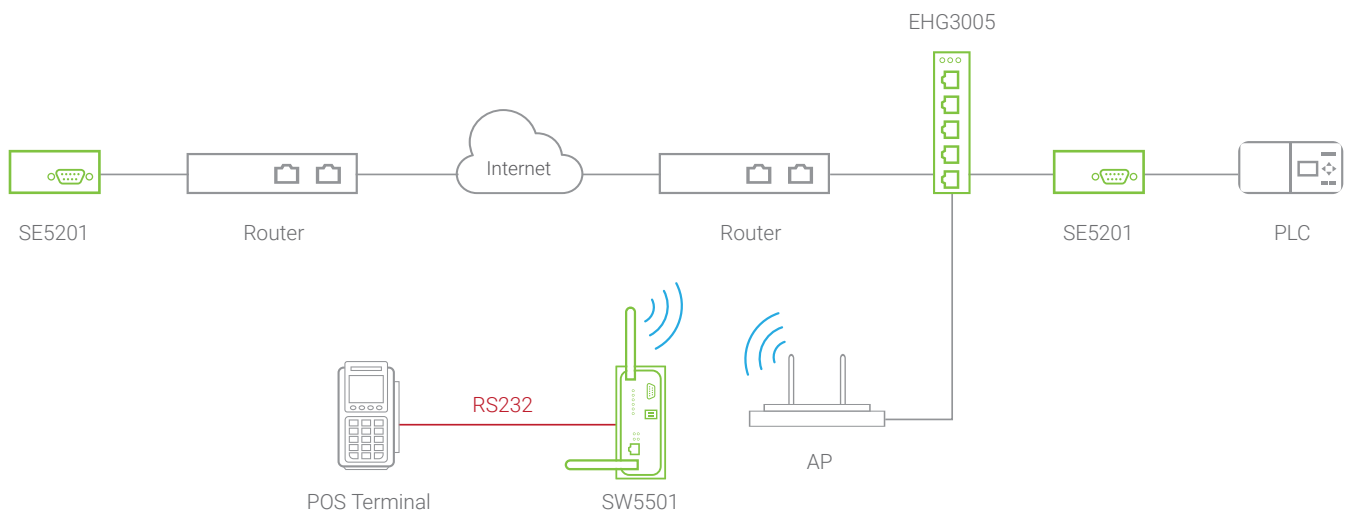 EHG3005
Internet
SE5201
Router
Router
SE5201
PLC
RS232
AP
POS Terminal
SW5501